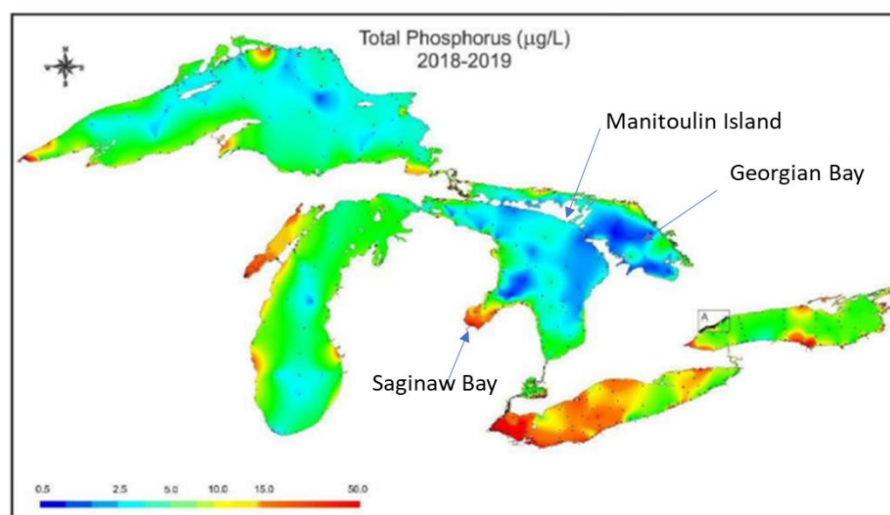 Total Phosphorus (µg/L)
2018-2019
N
W E
S
Manitoulin Island
Georgian Bay
A
Saginaw Bay
0.5 2.5 5.0 10.0 15.0 50.0